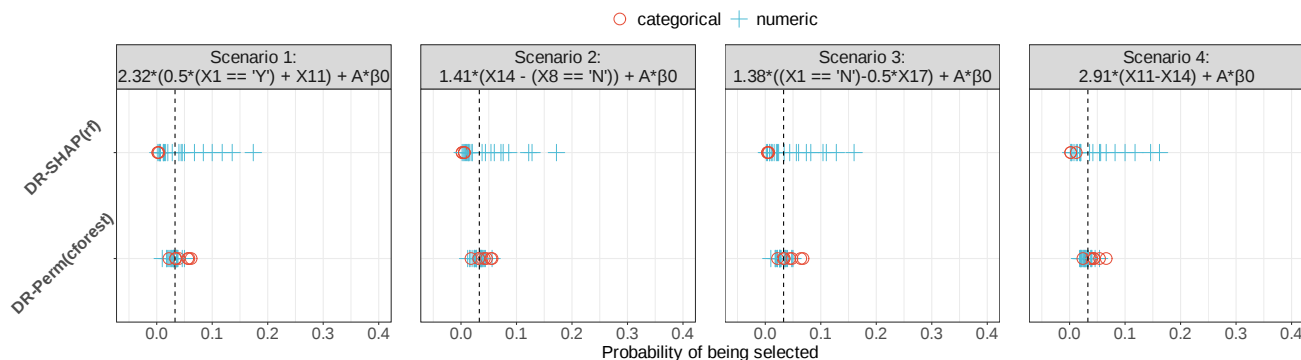 categorical numeric
Scenario 1:
2.32*(0.5*(X1 == 'Y') + X11) + A*β0
Scenario 2:
1.41*(X14 - (X8 == 'N')) + A*β0
Scenario 3:
1.38*((X1 == 'N')-0.5*X17) + A*β0
Scenario 4:
2.91*(X11-X14) + A*β0
DR-SHAP(rf)
DR-Perm(cforest)
0.0 0.1 0.2 0.3 0.4
0.0 0.1 0.2 0.3 0.4
0.0 0.1 0.2 0.3 0.4
0.0 0.1 0.2 0.3 0.4
Probability of being selected